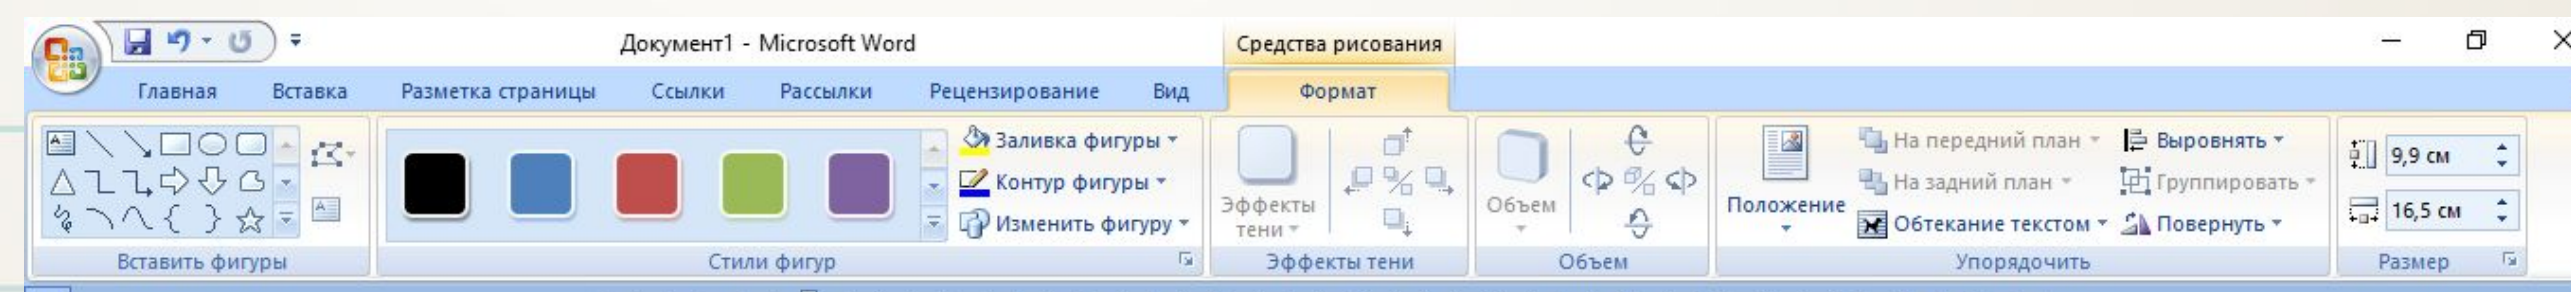 Документ1 - Microsoft Word
Средства рисования
Главная Вставка Разметка страницы Ссылки Рассылки Рецензирование Вид Формат
Заливка фигуры
Контур фигуры
Изменить фигуру
Эффекты
тени
Объем
Положение
На передний план
На задний план
Обтекание текстом
Выровнять
Группировать
Повернуть
9,9 см
16,5 см
Вставить фигуры
Стили фигур
Эффекты тени
Объем
Упорядочить
Размер